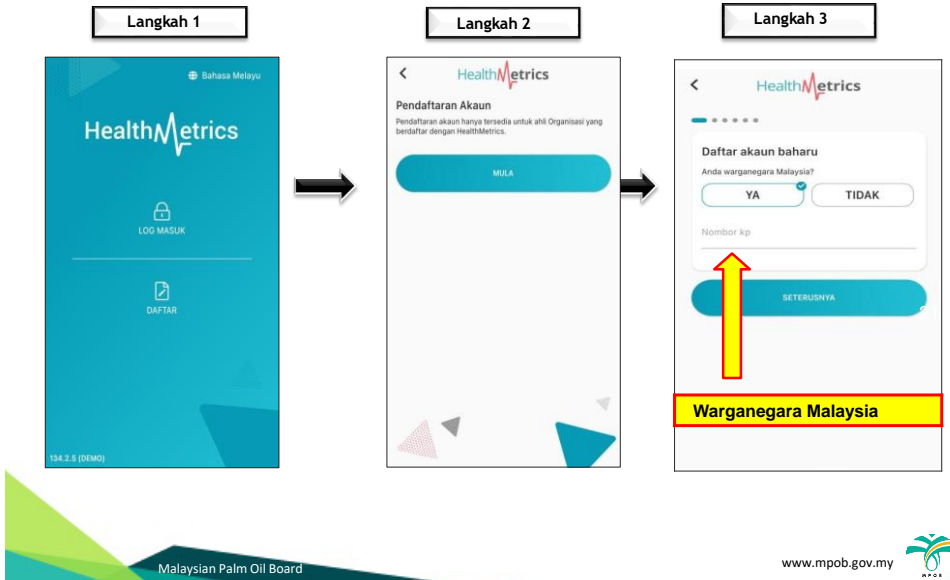 Langkah 1
Bahasa Melayu
HealthMetrics
LOG MASUK
DAFTAR
134.2.5 (DEMO)
Langkah 2
HealthMetrics
Pendaftaran Akaun
Pendaftaran akaun hanya tersedia untuk ahli Organisasi yang
berdaftar dengan HealthMetrics.
MULA
Langkah 3
HealthMetrics
Daftar akaun baharu
Anda warganegara Malaysia?
YA
TIDAK
Nombor kp
SETERUSNYA
Warganegara Malaysia
Malaysian Palm Oil Board
www.mpob.gov.my
MPOB